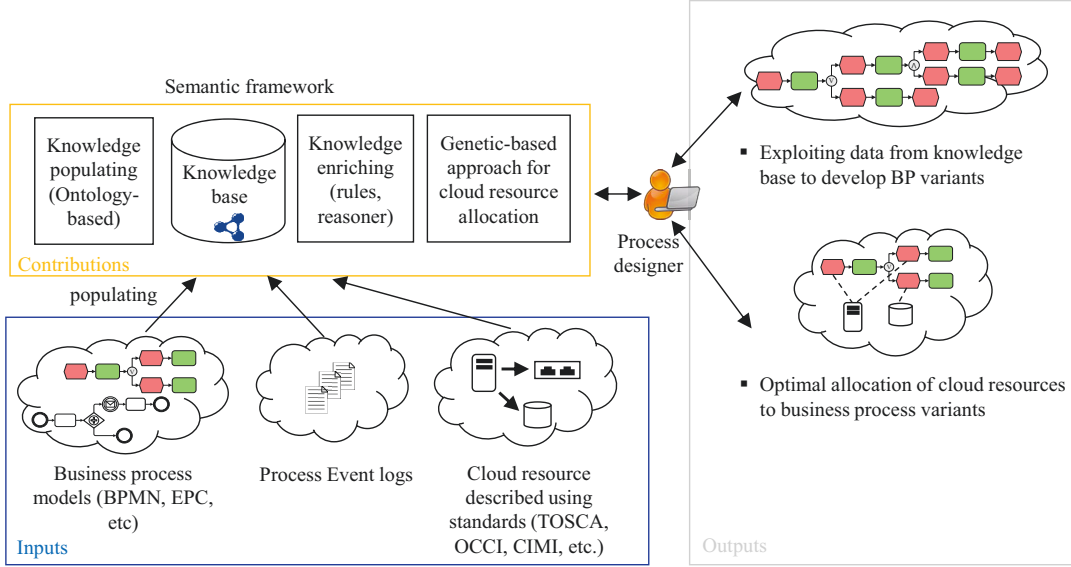 Semantic framework
Knowledge
populating
(Ontology-
based)
Knowledge
base
Knowledge
enriching
(rules,
reasoner)
Genetic-based
approach for
cloud resource
allocation
Contributions
populating
Process
designer
V
V
Business process
models (BPMN, EPC,
etc)
Process Event logs
Cloud resource
described using
standards (TOSCA,
OCCI, CIMI, etc.)
Inputs
V
Λ
▪ Exploiting data from knowledge
base to develop BP variants
▪ Optimal allocation of cloud resources
to business process variants
Outputs